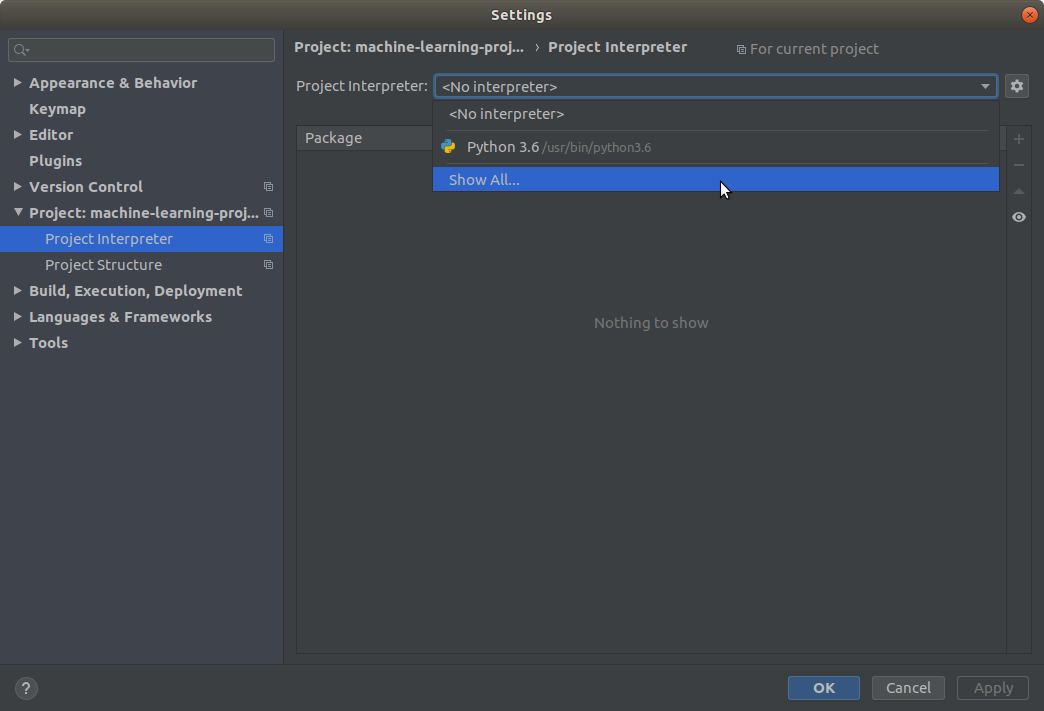 Settings
Project: machine-learning-proj... › Project Interpreter
For current project
Project Interpreter: <No interpreter>
<No interpreter>
Python 3.6 /usr/bin/python3.6
Show All...
Package
Nothing to show
Appearance & Behavior
Keymap
Editor
Plugins
Version Control
Project: machine-learning-proj...
Project Interpreter
Project Structure
Build, Execution, Deployment
Languages & Frameworks
Tools
?
OK
Cancel
Apply